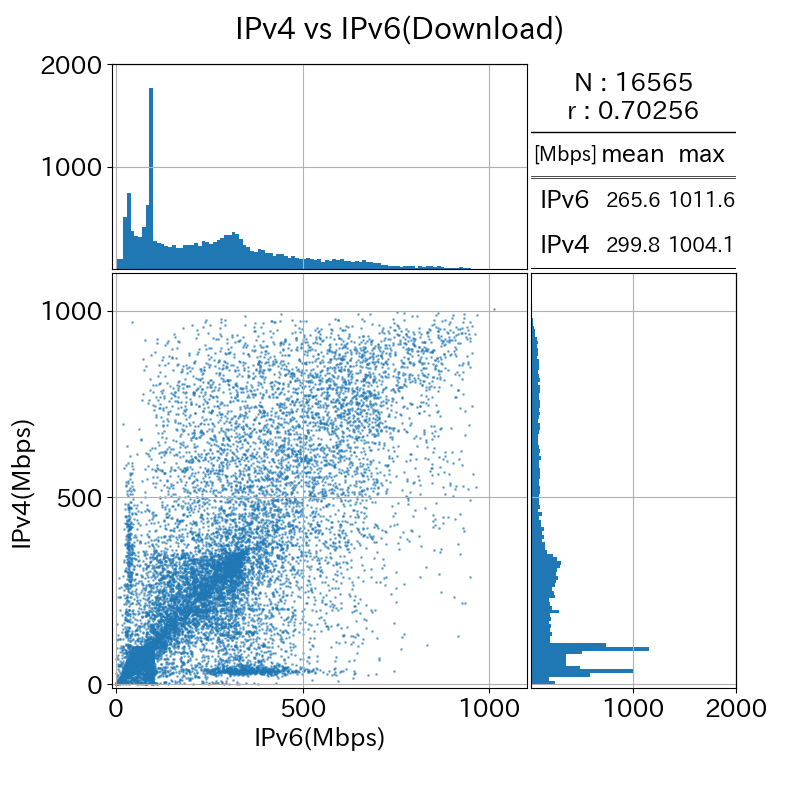 IPv4 vs IPv6(Download)
2000
1000
N : 16565
r : 0.70256
[Mbps] mean max
IPv6 265.6 1011.6
IPv4 299.8 1004.1
1000
500
0
IPv4(Mbps)
0 500 1000
IPv6(Mbps)
1000 2000